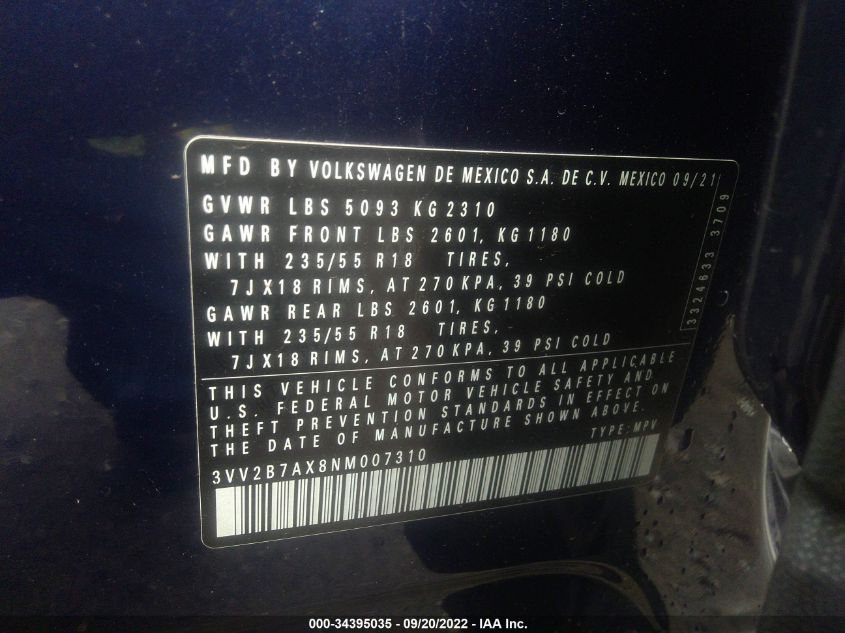 MFD BY VOLKSWAGEN DE MEXICO S.A. DE C.V. MEXICO 09/21
GVWR LBS 5093 KG 2310
GAWR FRONT LBS 2601, KG 1180
WITH 235/55 R18 TIRES,
7JX18 RIMS, AT 270 KPA, 39 PSI COLD
GAWR REAR LBS 2601, KG 1180
WITH 235/55 R18 TIRES,
7JX18 RIMS, AT 270 KPA, 39 PSI COLD
3324633 3709
THIS VEHICLE CONFORMS TO ALL APPLICABLE
U.S. FEDERAL MOTOR VEHICLE SAFETY AND
THEFT PREVENTION STANDARDS IN EFFECT ON
THE DATE OF MANUFACTURE SHOWN ABOVE.
TYPE: MPV
3VV2B7AX8NM007310
000-34395035 - 09/20/2022 - IAA Inc.